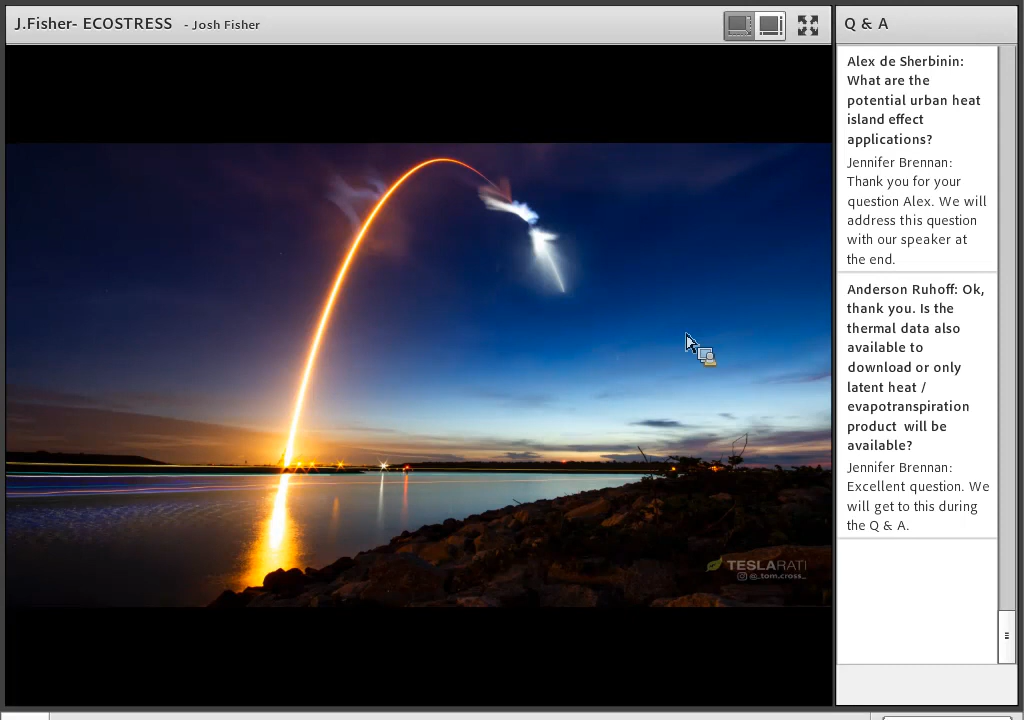 J.Fisher- ECOSTRESS - Josh Fisher
Q & A
Alex de Sherbinin:
What are the
potential urban heat
island effect
applications?
Jennifer Brennan:
Thank you for your
question Alex. We will
address this question
with our speaker at
the end.
Anderson Ruhoff: Ok,
thank you. Is the
thermal data also
available to
download or only
latent heat /
evapotranspiration
product will be
available?
Jennifer Brennan:
Excellent question. We
will get to this during
the Q & A.
TESLARATI
@_tom.cross_